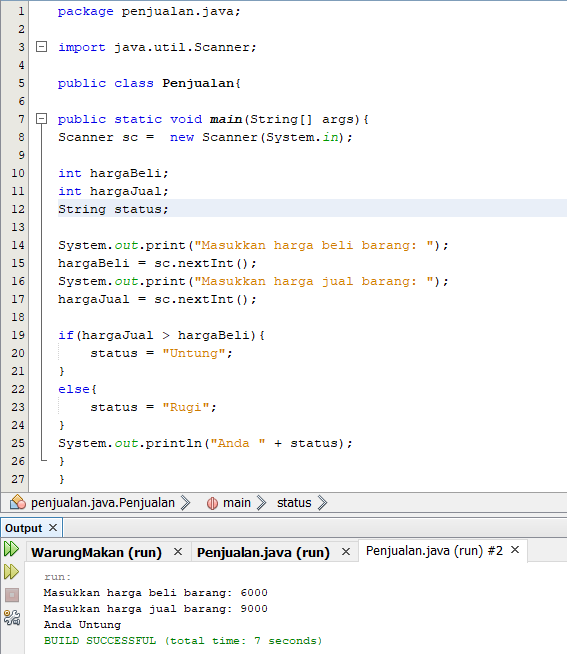 1 package penjualan.java;
2
3 import java.util.Scanner;
4
5 public class Penjualan{
6
7 public static void main(String[] args){
8 Scanner sc =  new Scanner(System.in);
9
10 int hargaBeli;
11 int hargaJual;
12 String status;
13
14 System.out.print("Masukkan harga beli barang: ");
15 hargaBeli = sc.nextInt();
16 System.out.print("Masukkan harga jual barang: ");
17 hargaJual = sc.nextInt();
18
19 if(hargaJual > hargaBeli){
20     status = "Untung";
21 }
22 else{
23     status = "Rugi";
24 }
25 System.out.println("Anda " + status);
26 }
27 }
penjualan.java.Penjualan main status
Output ×
WarungMakan (run) × Penjualan.java (run) × Penjualan.java (run) #2 ×
run:
Masukkan harga beli barang: 6000
Masukkan harga jual barang: 9000
Anda Untung
BUILD SUCCESSFUL (total time: 7 seconds)